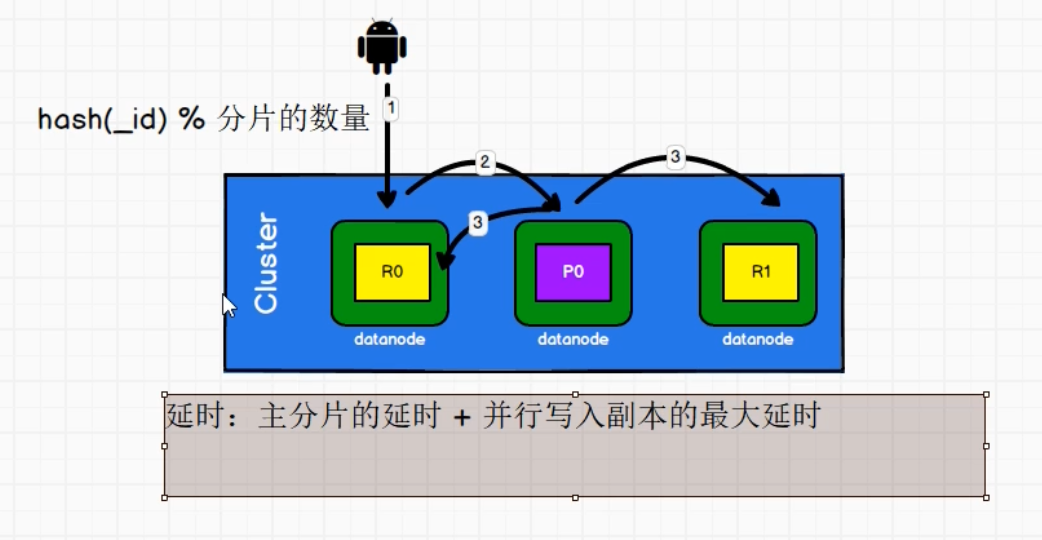 1
hash(_id) % 分片的数量
2
3
3
Cluster
R0
P0
R1
datanode
datanode
datanode
延时：主分片的延时 + 并行写入副本的最大延时